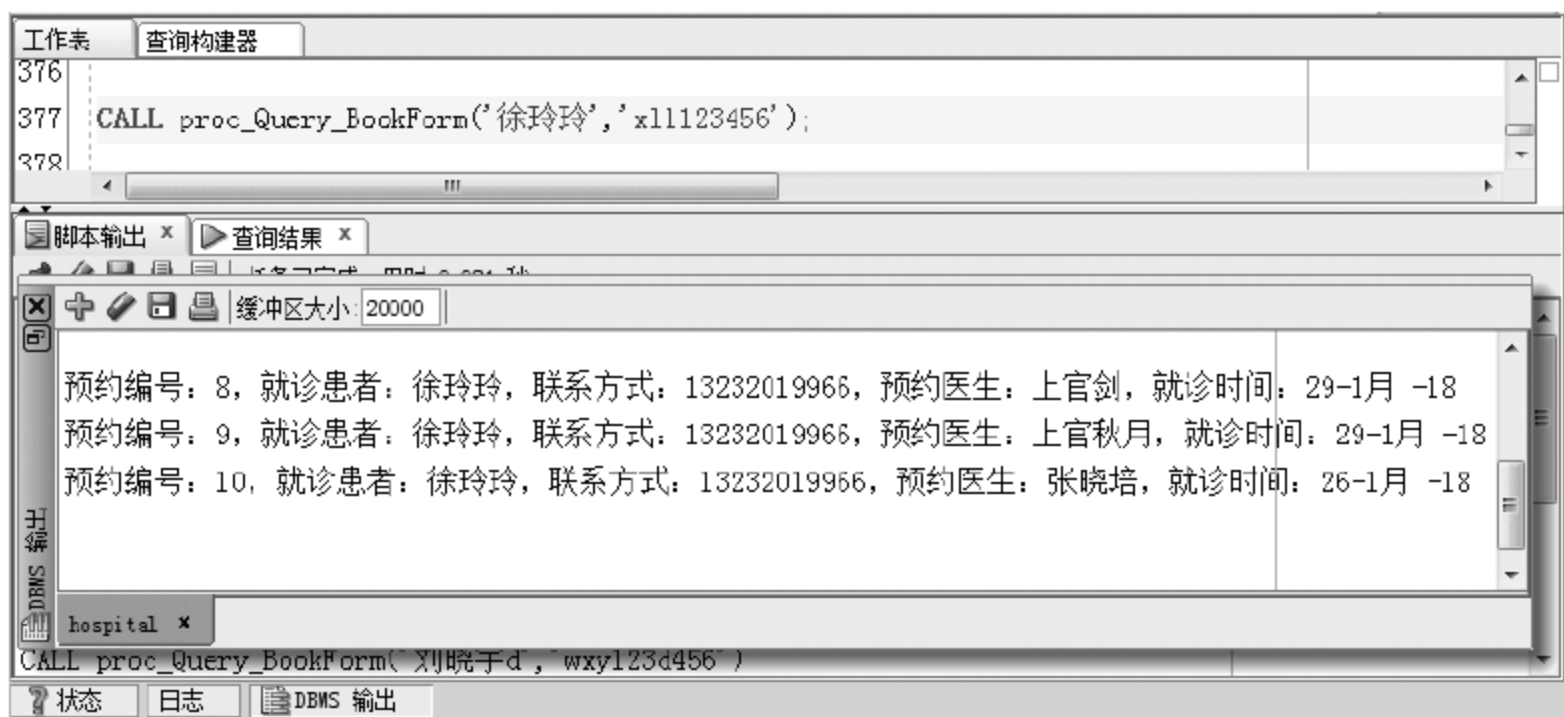 工作表 查询构建器
376
377 CALL proc_Query_BookForm('徐玲玲','xll123456');
378
脚本输出 × 查询结果 ×
缓冲区大小: 20000
预约编号: 8, 就诊患者: 徐玲玲, 联系方式: 13232019966, 预约医生: 上官剑, 就诊时间: 29-1月 -18
预约编号: 9, 就诊患者: 徐玲玲, 联系方式: 13232019966, 预约医生: 上官秋月, 就诊时间: 29-1月 -18
预约编号: 10, 就诊患者: 徐玲玲, 联系方式: 13232019966, 预约医生: 张晓培, 就诊时间: 26-1月 -18
DBMS 输出
hospital ×
CALL proc_Query_BookForm('刘晓宇d','wxy123d456')
状态 日志 DBMS 输出